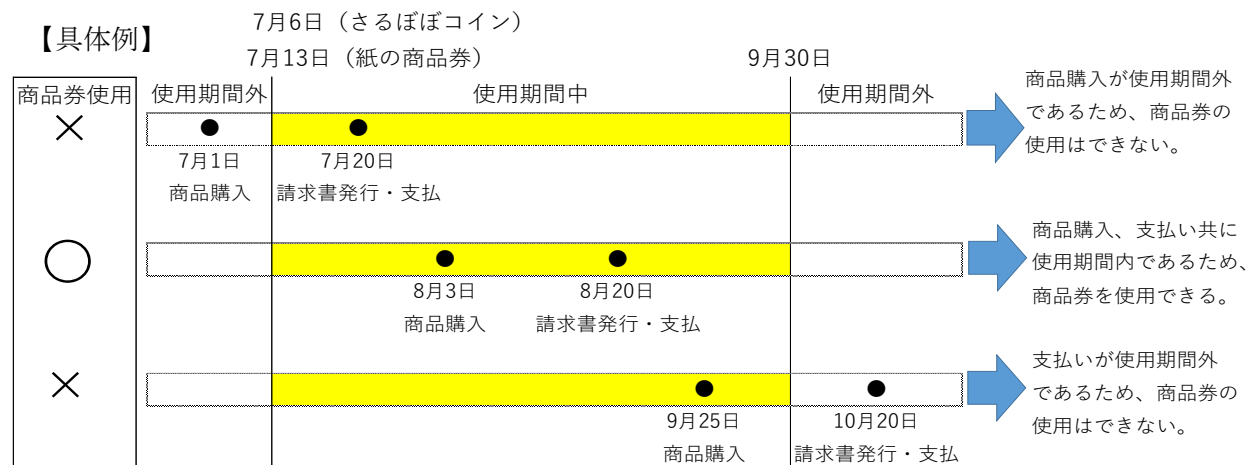 【具体例】
7月6日（さるぼぼコイン）
7月13日（紙の商品券）
9月30日
商品券使用
使用期間外
使用期間中
使用期間外
×
7月1日
商品購入
7月20日
請求書発行・支払
商品購入が使用期間外
であるため、商品券の
使用はできない。
○
8月3日
商品購入
8月20日
請求書発行・支払
商品購入、支払い共に
使用期間内であるため、
商品券を使用できる。
×
9月25日
商品購入
10月20日
請求書発行・支払
支払いが使用期間外
であるため、商品券の
使用はできない。